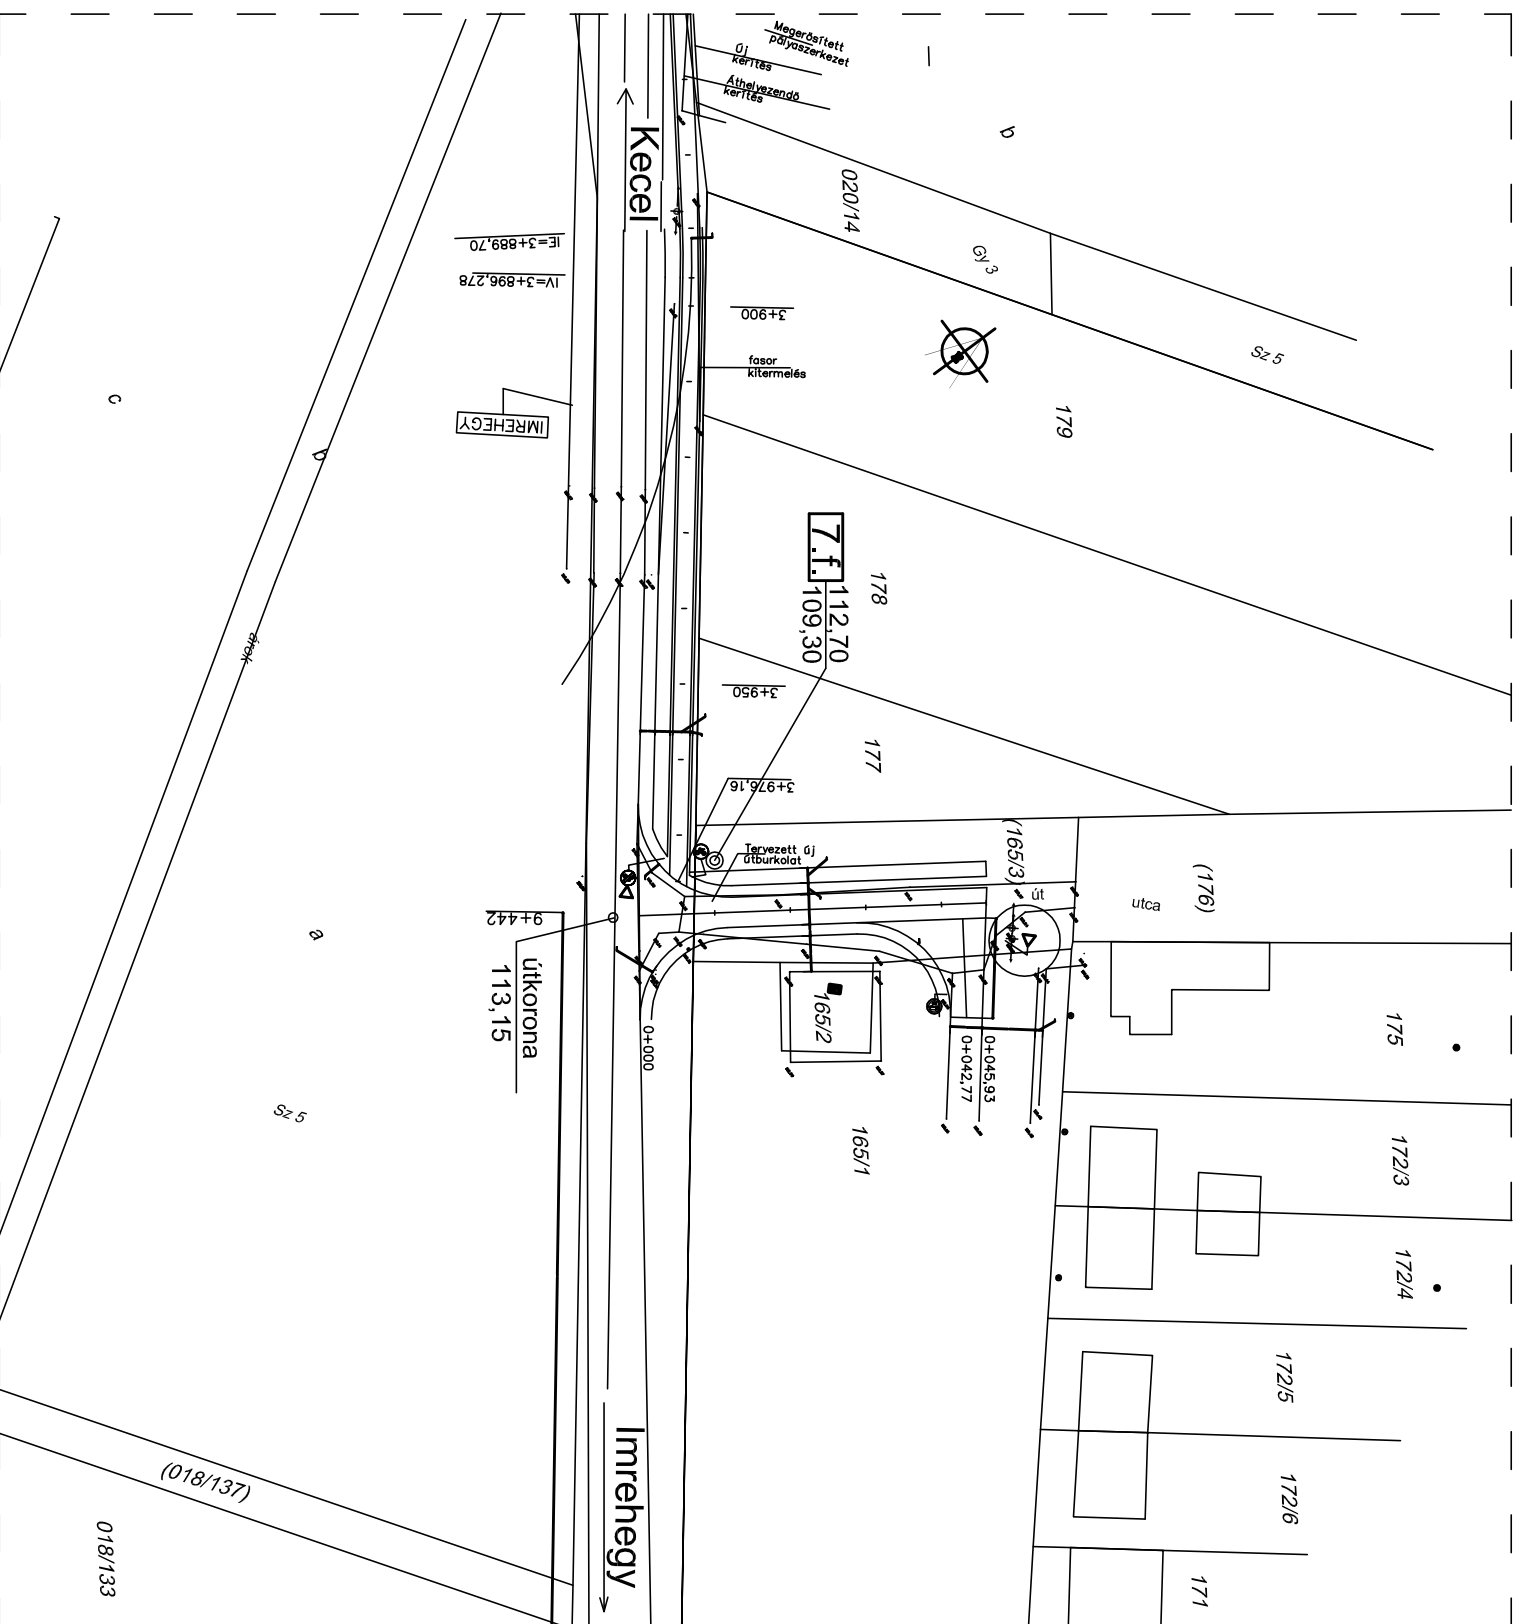 Megerősített
pályaszerkezet
Új
kerítés
Áthelyezendő
kerítés
b
Kecel
020/14
Gy 3
Sz 5
IE=3+889,70
IV=3+896,278
3+900
fasor
kitermelés
179
c
IMREHEGY
b
7.f.
112,70
109,30
178
árok
3+950
177
3+976,16
Tervezett új
útburkolat
(165/3)
út
(176)
utca
9+442
útkorona
113,15
a
165/2
0+000
0+045,93
0+042,77
175
Sz 5
165/1
172/3
172/4
172/5
172/6
171
Imrehegy
(018/137)
018/133